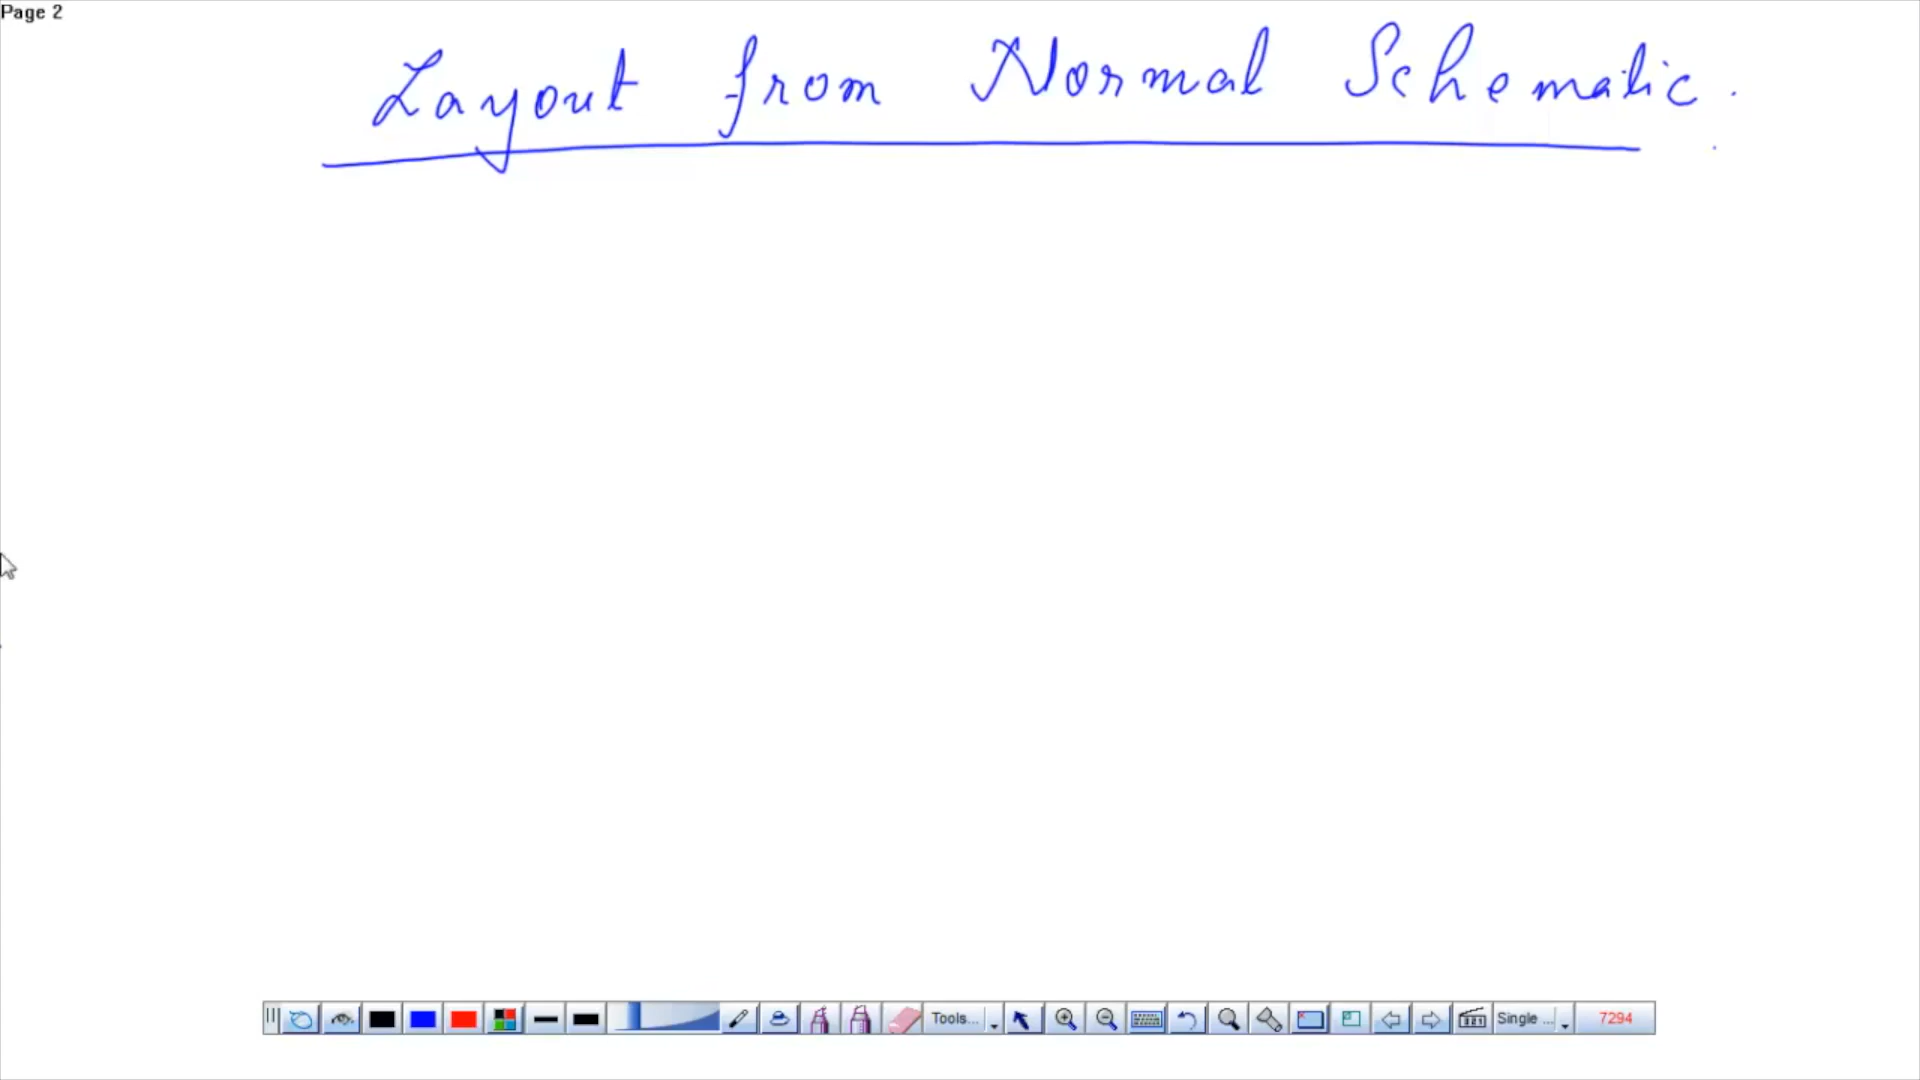 Page 2
Layout from Normal Schematic.
Tools...
Single ...
7294